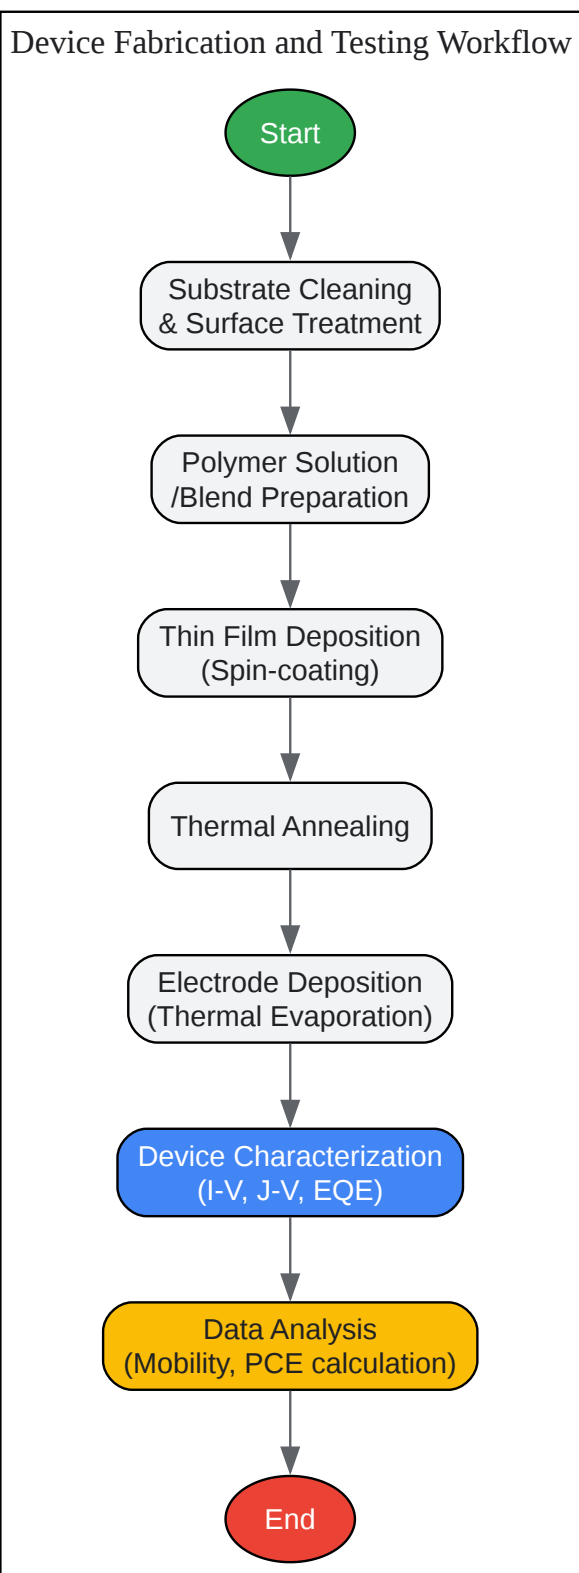 Device Fabrication and Testing Workflow
Start
Substrate Cleaning
& Surface Treatment
Polymer Solution
/Blend Preparation
Thin Film Deposition
(Spin-coating)
Thermal Annealing
Electrode Deposition
(Thermal Evaporation)
Device Characterization
(I-V, J-V, EQE)
Data Analysis
(Mobility, PCE calculation)
End